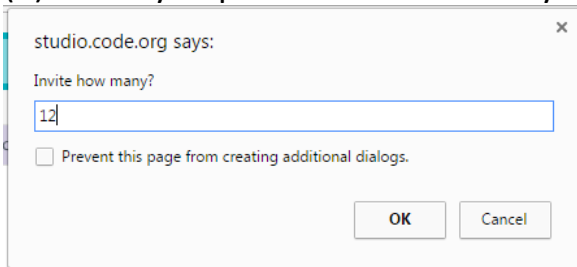 studio.code.org says:
×
Invite how many?
12
Prevent this page from creating additional dialogs.
OK Cancel